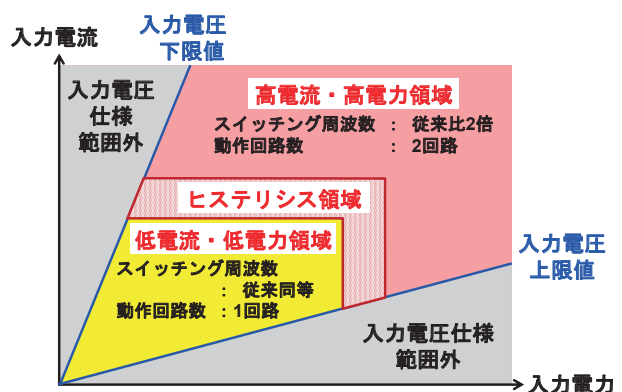 入力電流
入力電圧
下限値
入力電圧
仕様
範囲外
高電流・高電力領域
スイッチング周波数 : 従来比2倍
動作回路数 : 2回路
ヒステリシス領域
低電流・低電力領域
スイッチング周波数
: 従来同等
動作回路数 : 1回路
入力電圧
上限値
入力電圧仕様
範囲外
入力電力